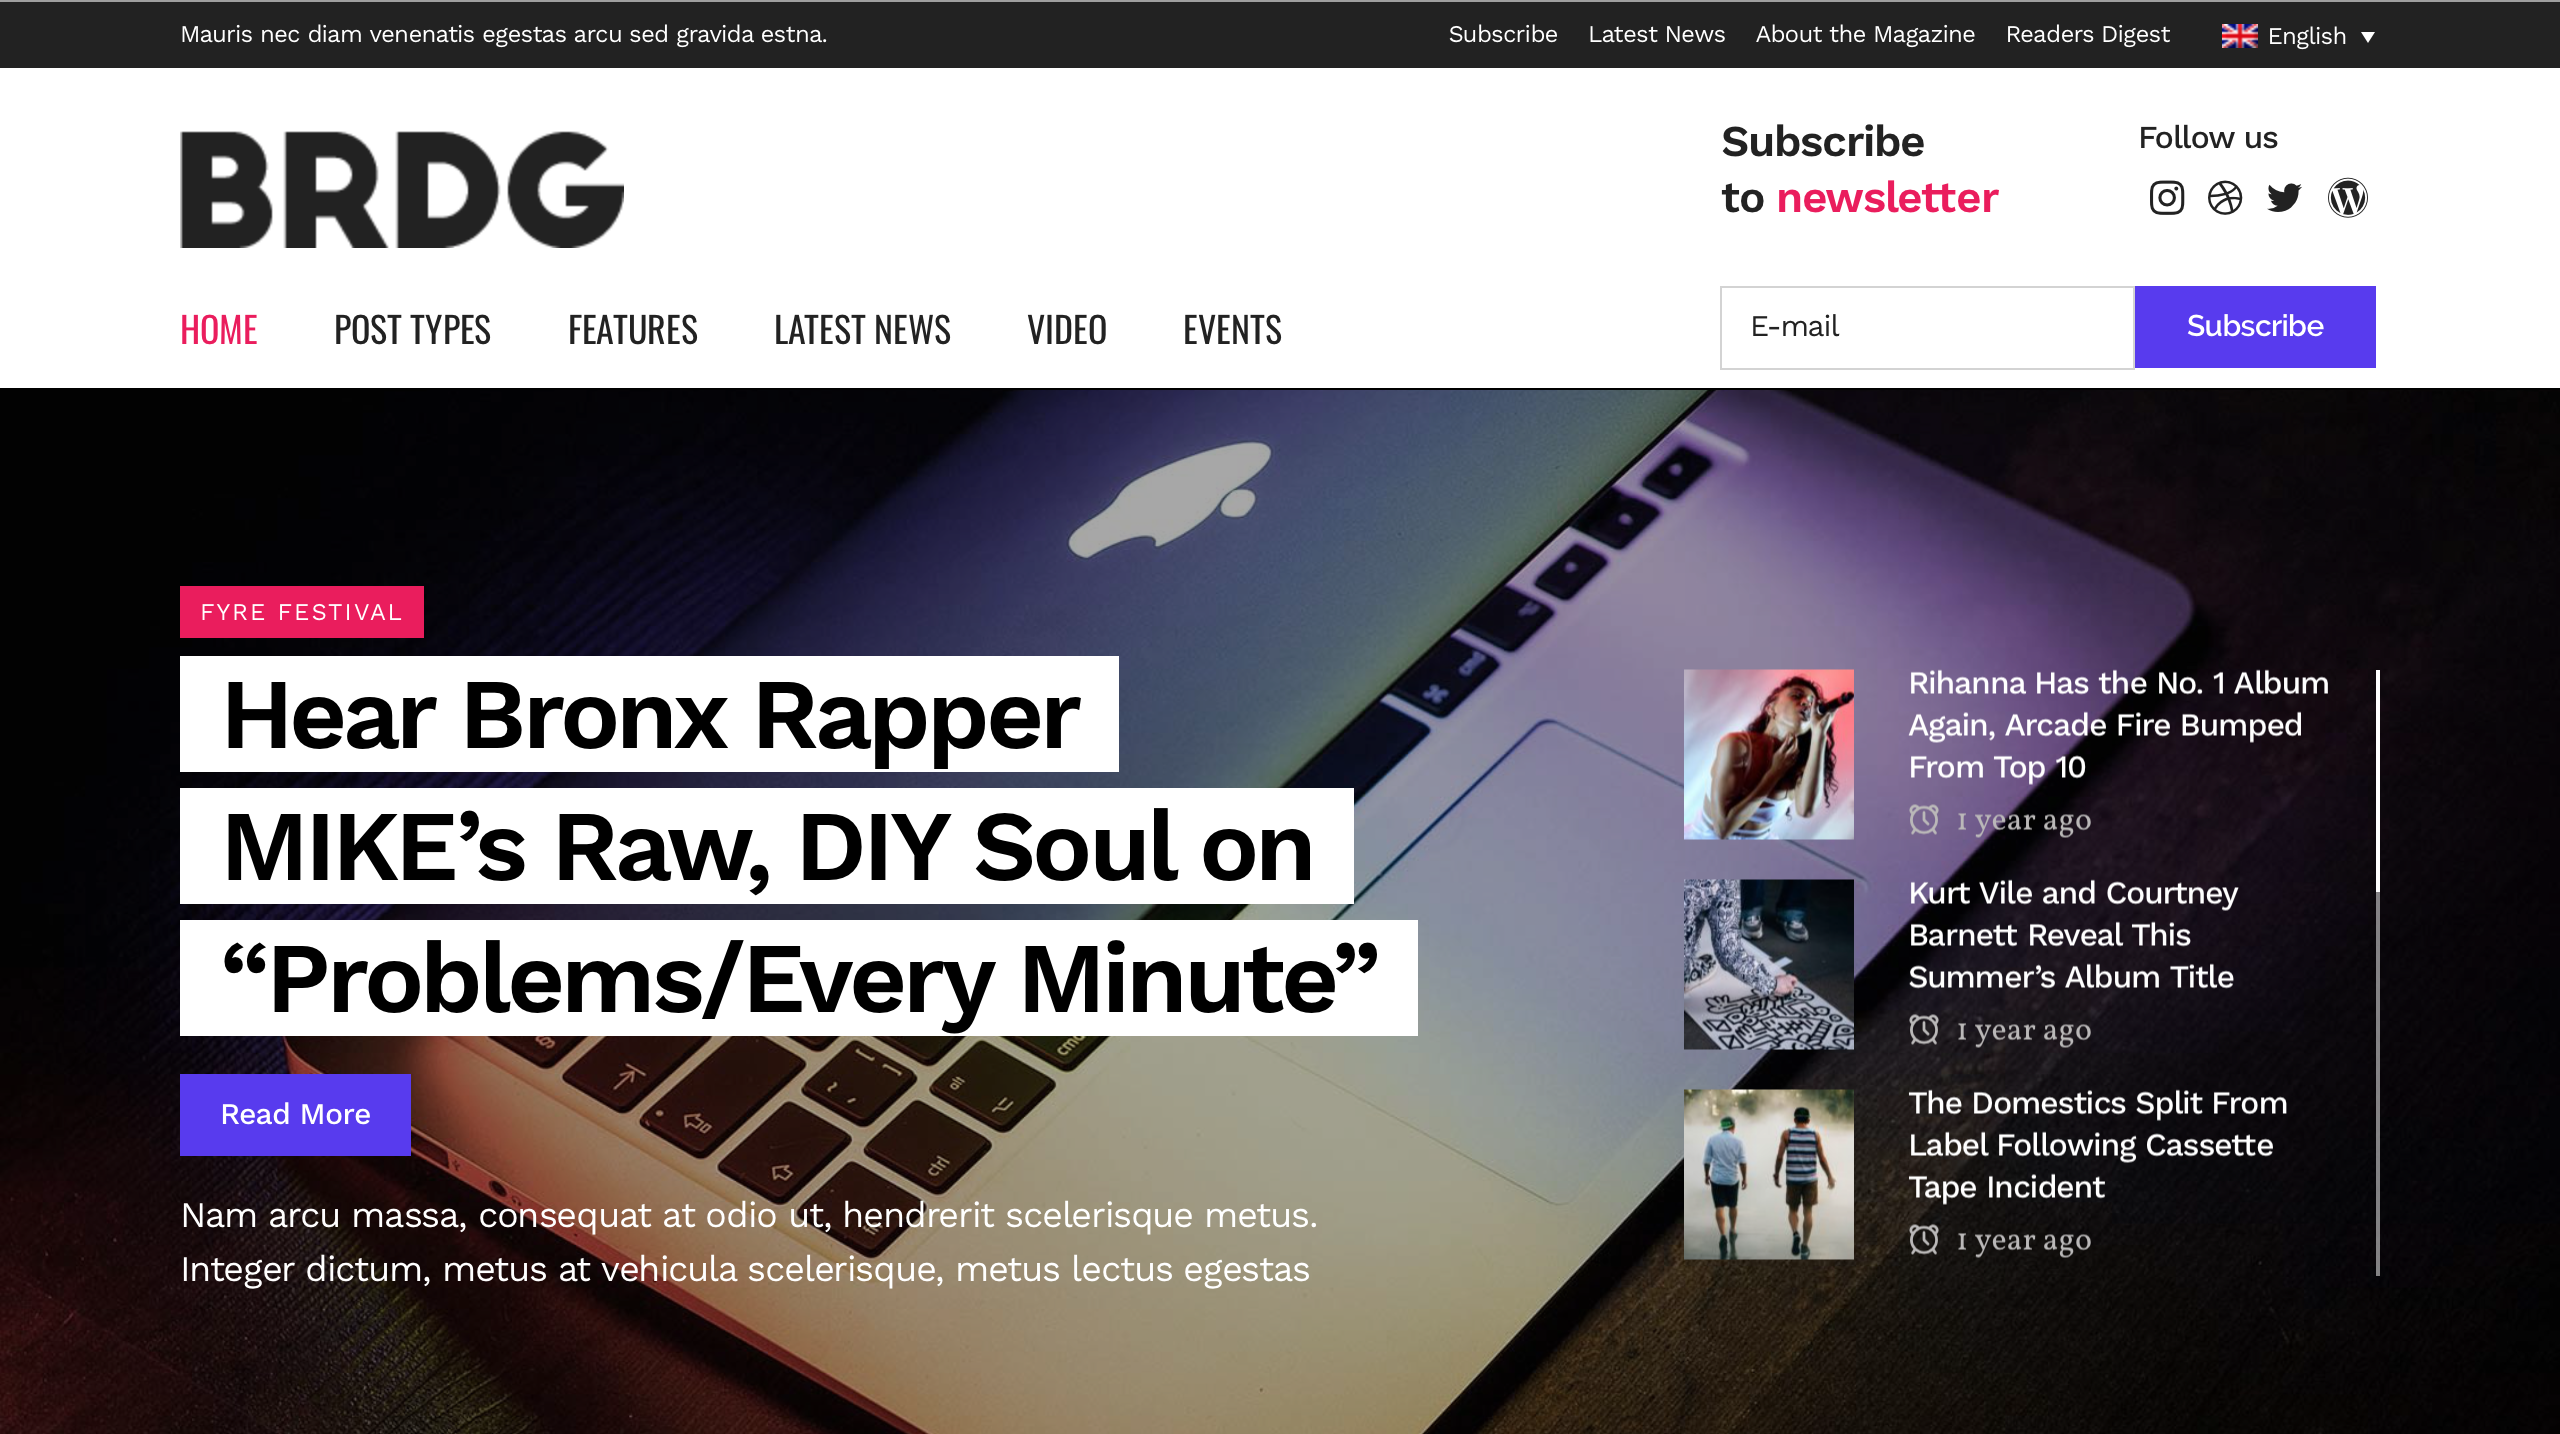 Mauris nec diam venenatis egestas arcu sed gravida estna.
Subscribe
Latest News
About the Magazine
Readers Digest
English
BRDG
Subscribe
to newsletter
Follow us
HOME
POST TYPES
FEATURES
LATEST NEWS
VIDEO
EVENTS
E-mail
Subscribe
FYRE FESTIVAL
Hear Bronx Rapper
MIKE’s Raw, DIY Soul on
“Problems/Every Minute”
Read More
Nam arcu massa, consequat at odio ut, hendrerit scelerisque metus.
Integer dictum, metus at vehicula scelerisque, metus lectus egestas
Rihanna Has the No. 1 Album
Again, Arcade Fire Bumped
From Top 10
1 year ago
Kurt Vile and Courtney
Barnett Reveal This
Summer’s Album Title
1 year ago
The Domestics Split From
Label Following Cassette
Tape Incident
1 year ago
cmd
cmd
alt
ctrl